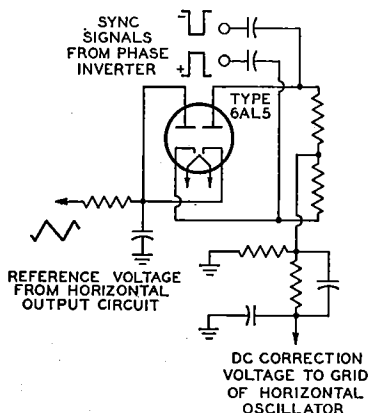 SYNC
SIGNALS
FROM PHASE
INVERTER
−
+
TYPE
6AL5
REFERENCE VOLTAGE
FROM HORIZONTAL
OUTPUT CIRCUIT
DC CORRECTION
VOLTAGE TO GRID
OF HORIZONTAL
OSCILLATOR